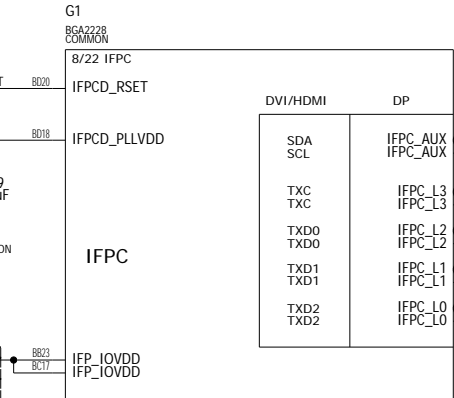 G1
BGA2228
COMMON
8/22 IFPC
BD20 IFPCD_RSET
DVI/HDMI DP
BD18 IFPCD_PLLVDD
SDA IFPC_AUX
SCL IFPC_AUX
TXC IFPC_L3
TXC IFPC_L3
TXD0 IFPC_L2
TXD0 IFPC_L2
IFPC
TXD1 IFPC_L1
TXD1 IFPC_L1
TXD2 IFPC_L0
TXD2 IFPC_L0
BB23 IFP_IOVDD
BC17 IFP_IOVDD